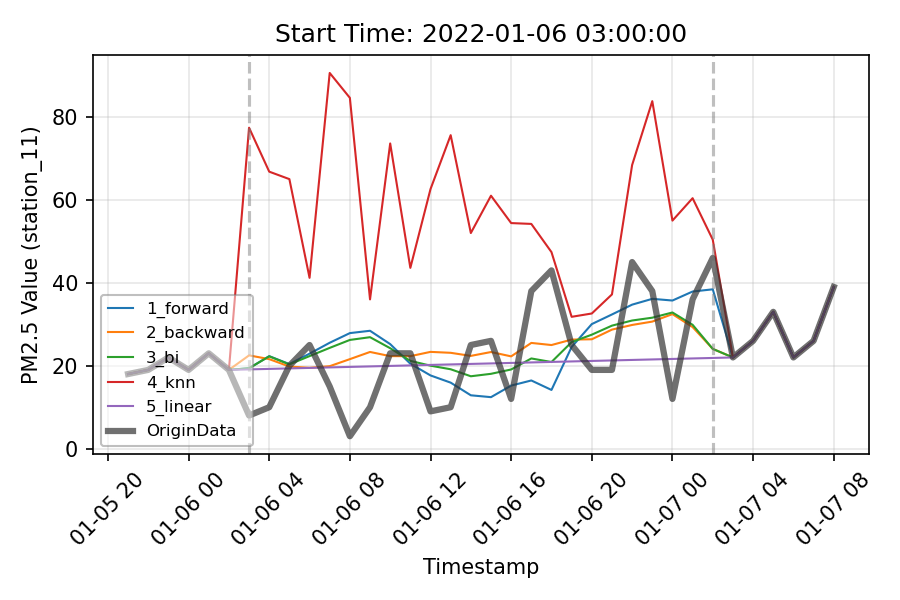 Start Time: 2022-01-06 03:00:00
PM2.5 Value (station_11)
80
60
40
20
0
1_forward
2_backward
3_bi
4_knn
5_linear
OriginData
01-05 20
01-06 00
01-06 04
01-06 08
01-06 12
01-06 16
01-06 20
01-07 00
01-07 04
01-07 08
Timestamp